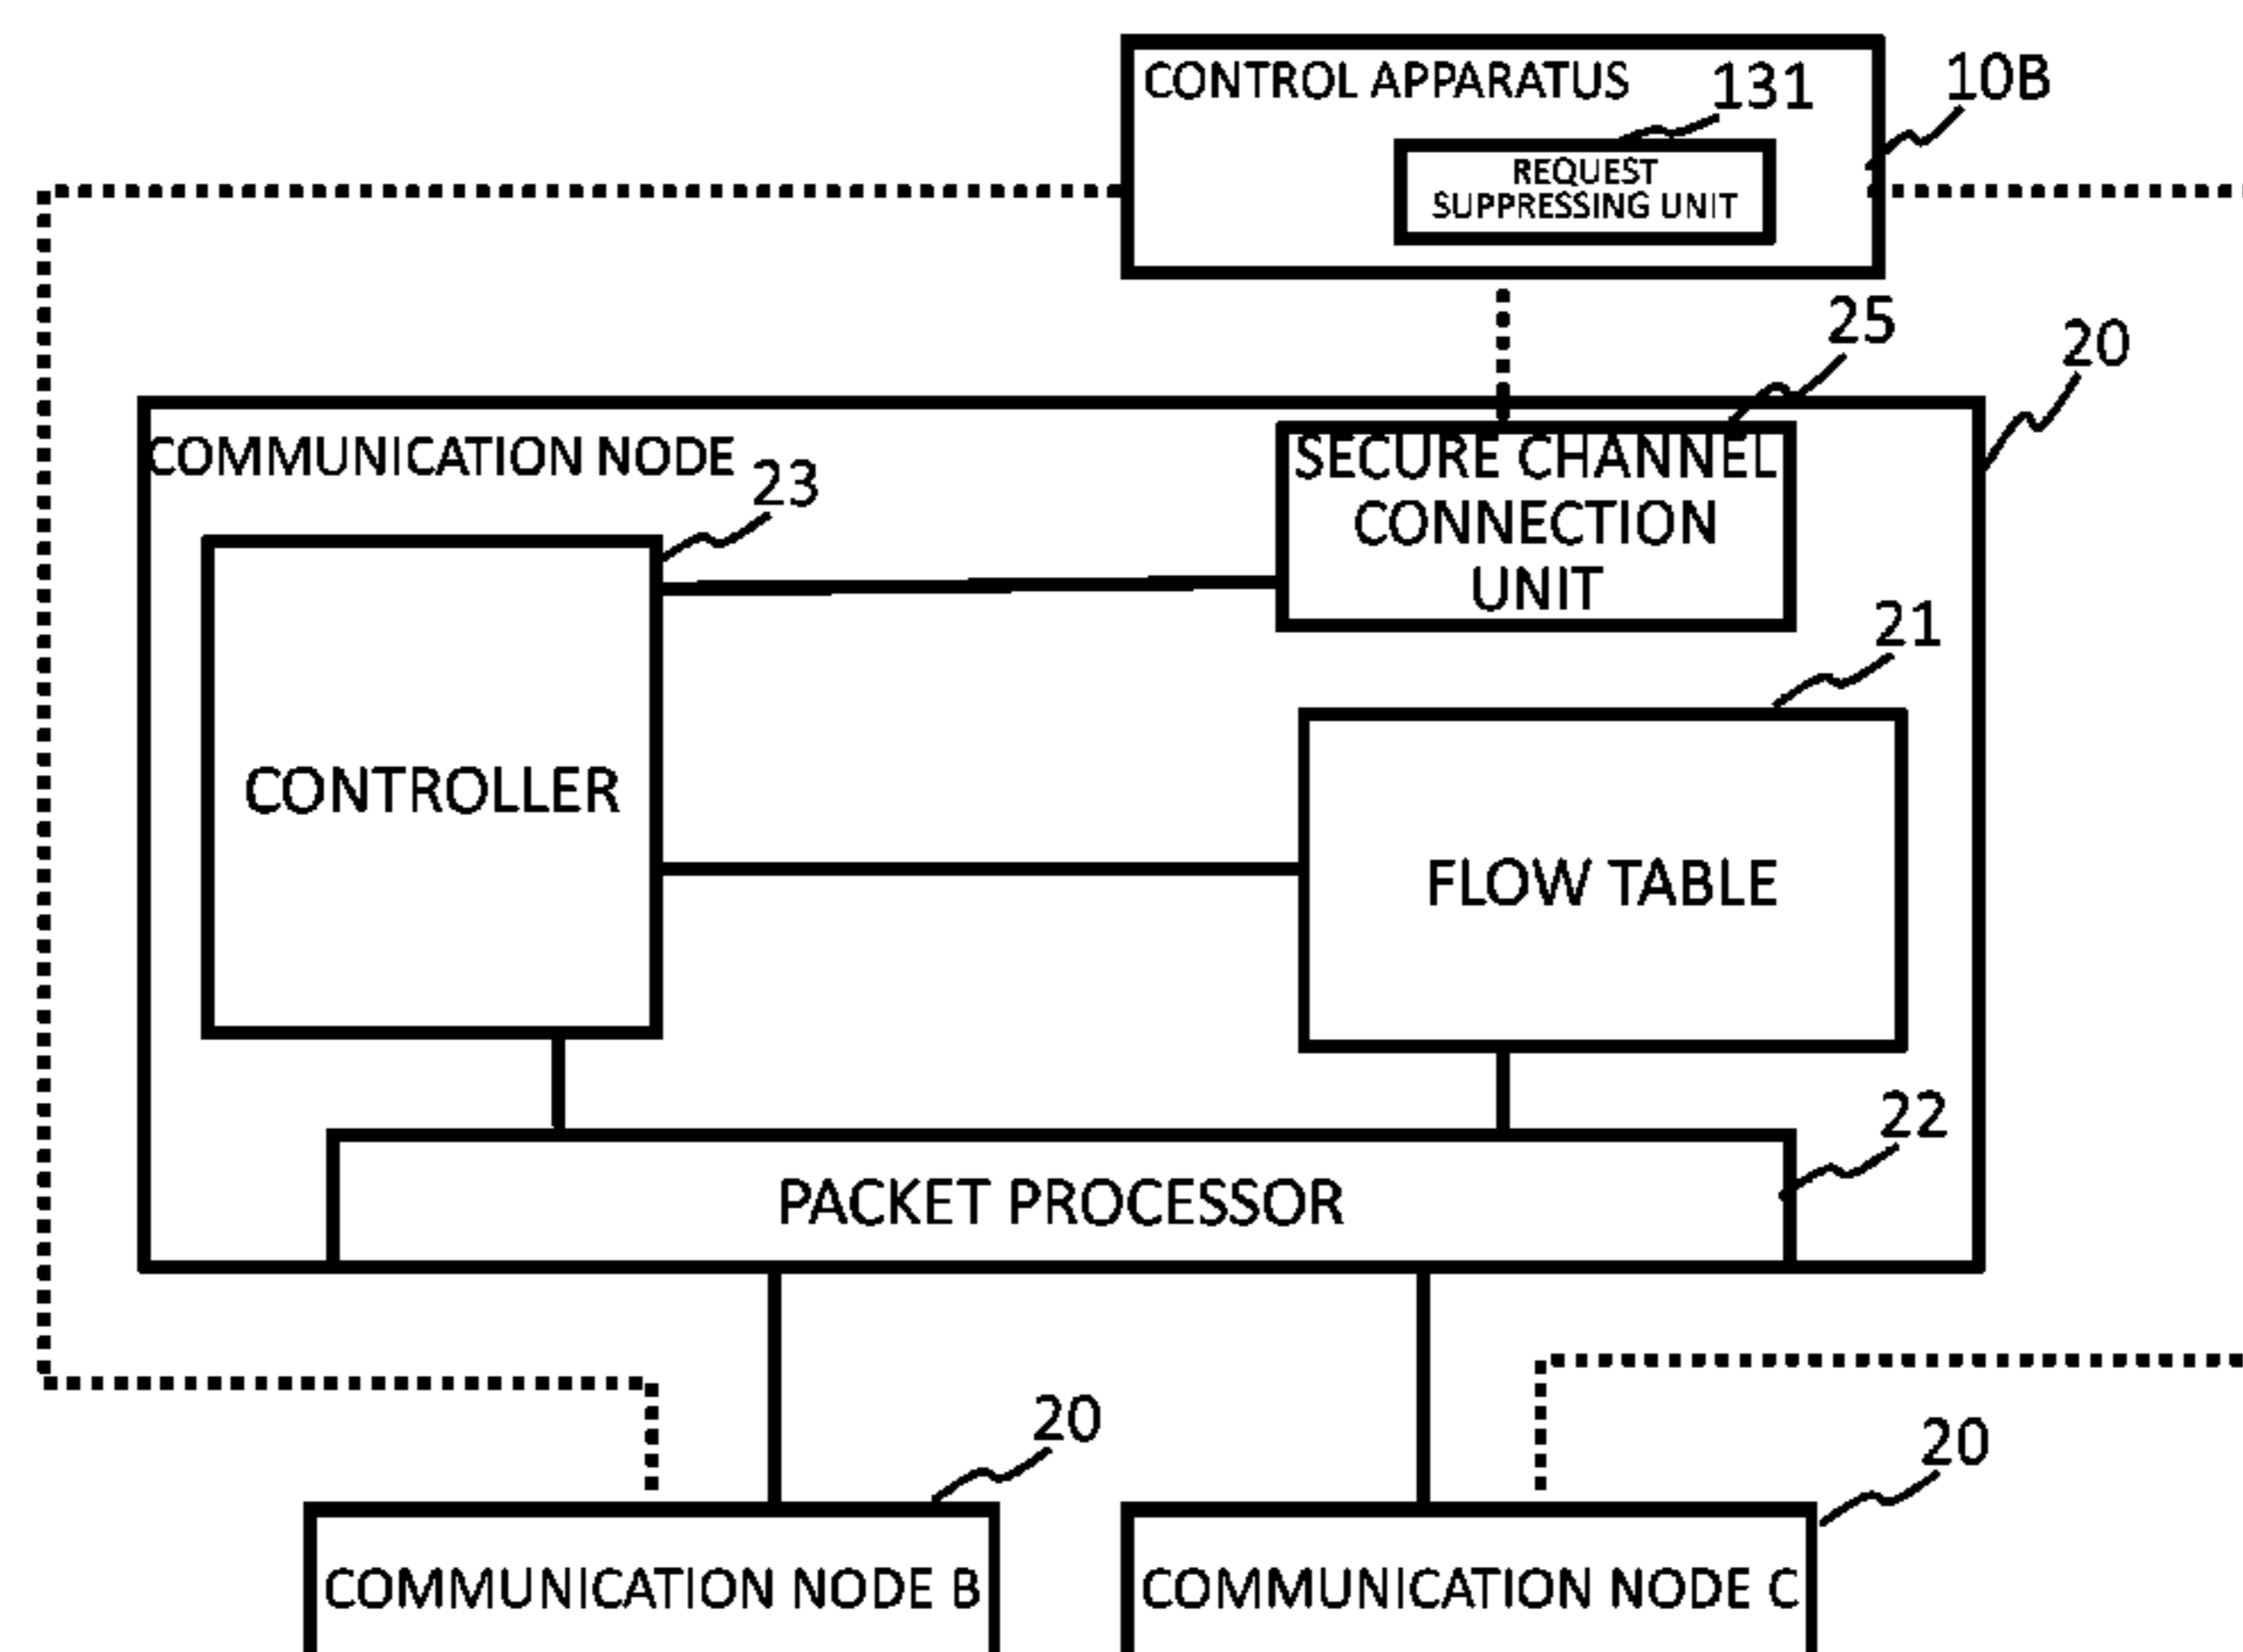 CONTROL APPARATUS
131
10B
REQUEST
SUPPRESSING UNIT
25
20
COMMUNICATION NODE
23
SECURE CHANNEL
CONNECTION
UNIT
21
CONTROLLER
FLOW TABLE
22
PACKET PROCESSOR
20
20
COMMUNICATION NODE B
COMMUNICATION NODE C